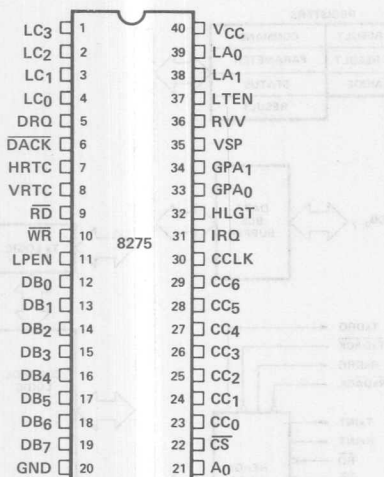 LC3 1 40 VCC
LC2 2 39 LA0
LC1 3 38 LA1
LC0 4 37 LTEN
DRQ 5 36 RVV
DACK 6 35 VSP
HRTC 7 34 GPA1
VRTC 8 33 GPA0
RD 9 32 HLGT
WR 10 31 IRQ
8275
LPEN 11 30 CCLK
DB0 12 29 CC6
DB1 13 28 CC5
DB2 14 27 CC4
DB3 15 26 CC3
DB4 16 25 CC2
DB5 17 24 CC1
DB6 18 23 CC0
DB7 19 22 CS
GND 20 21 A0